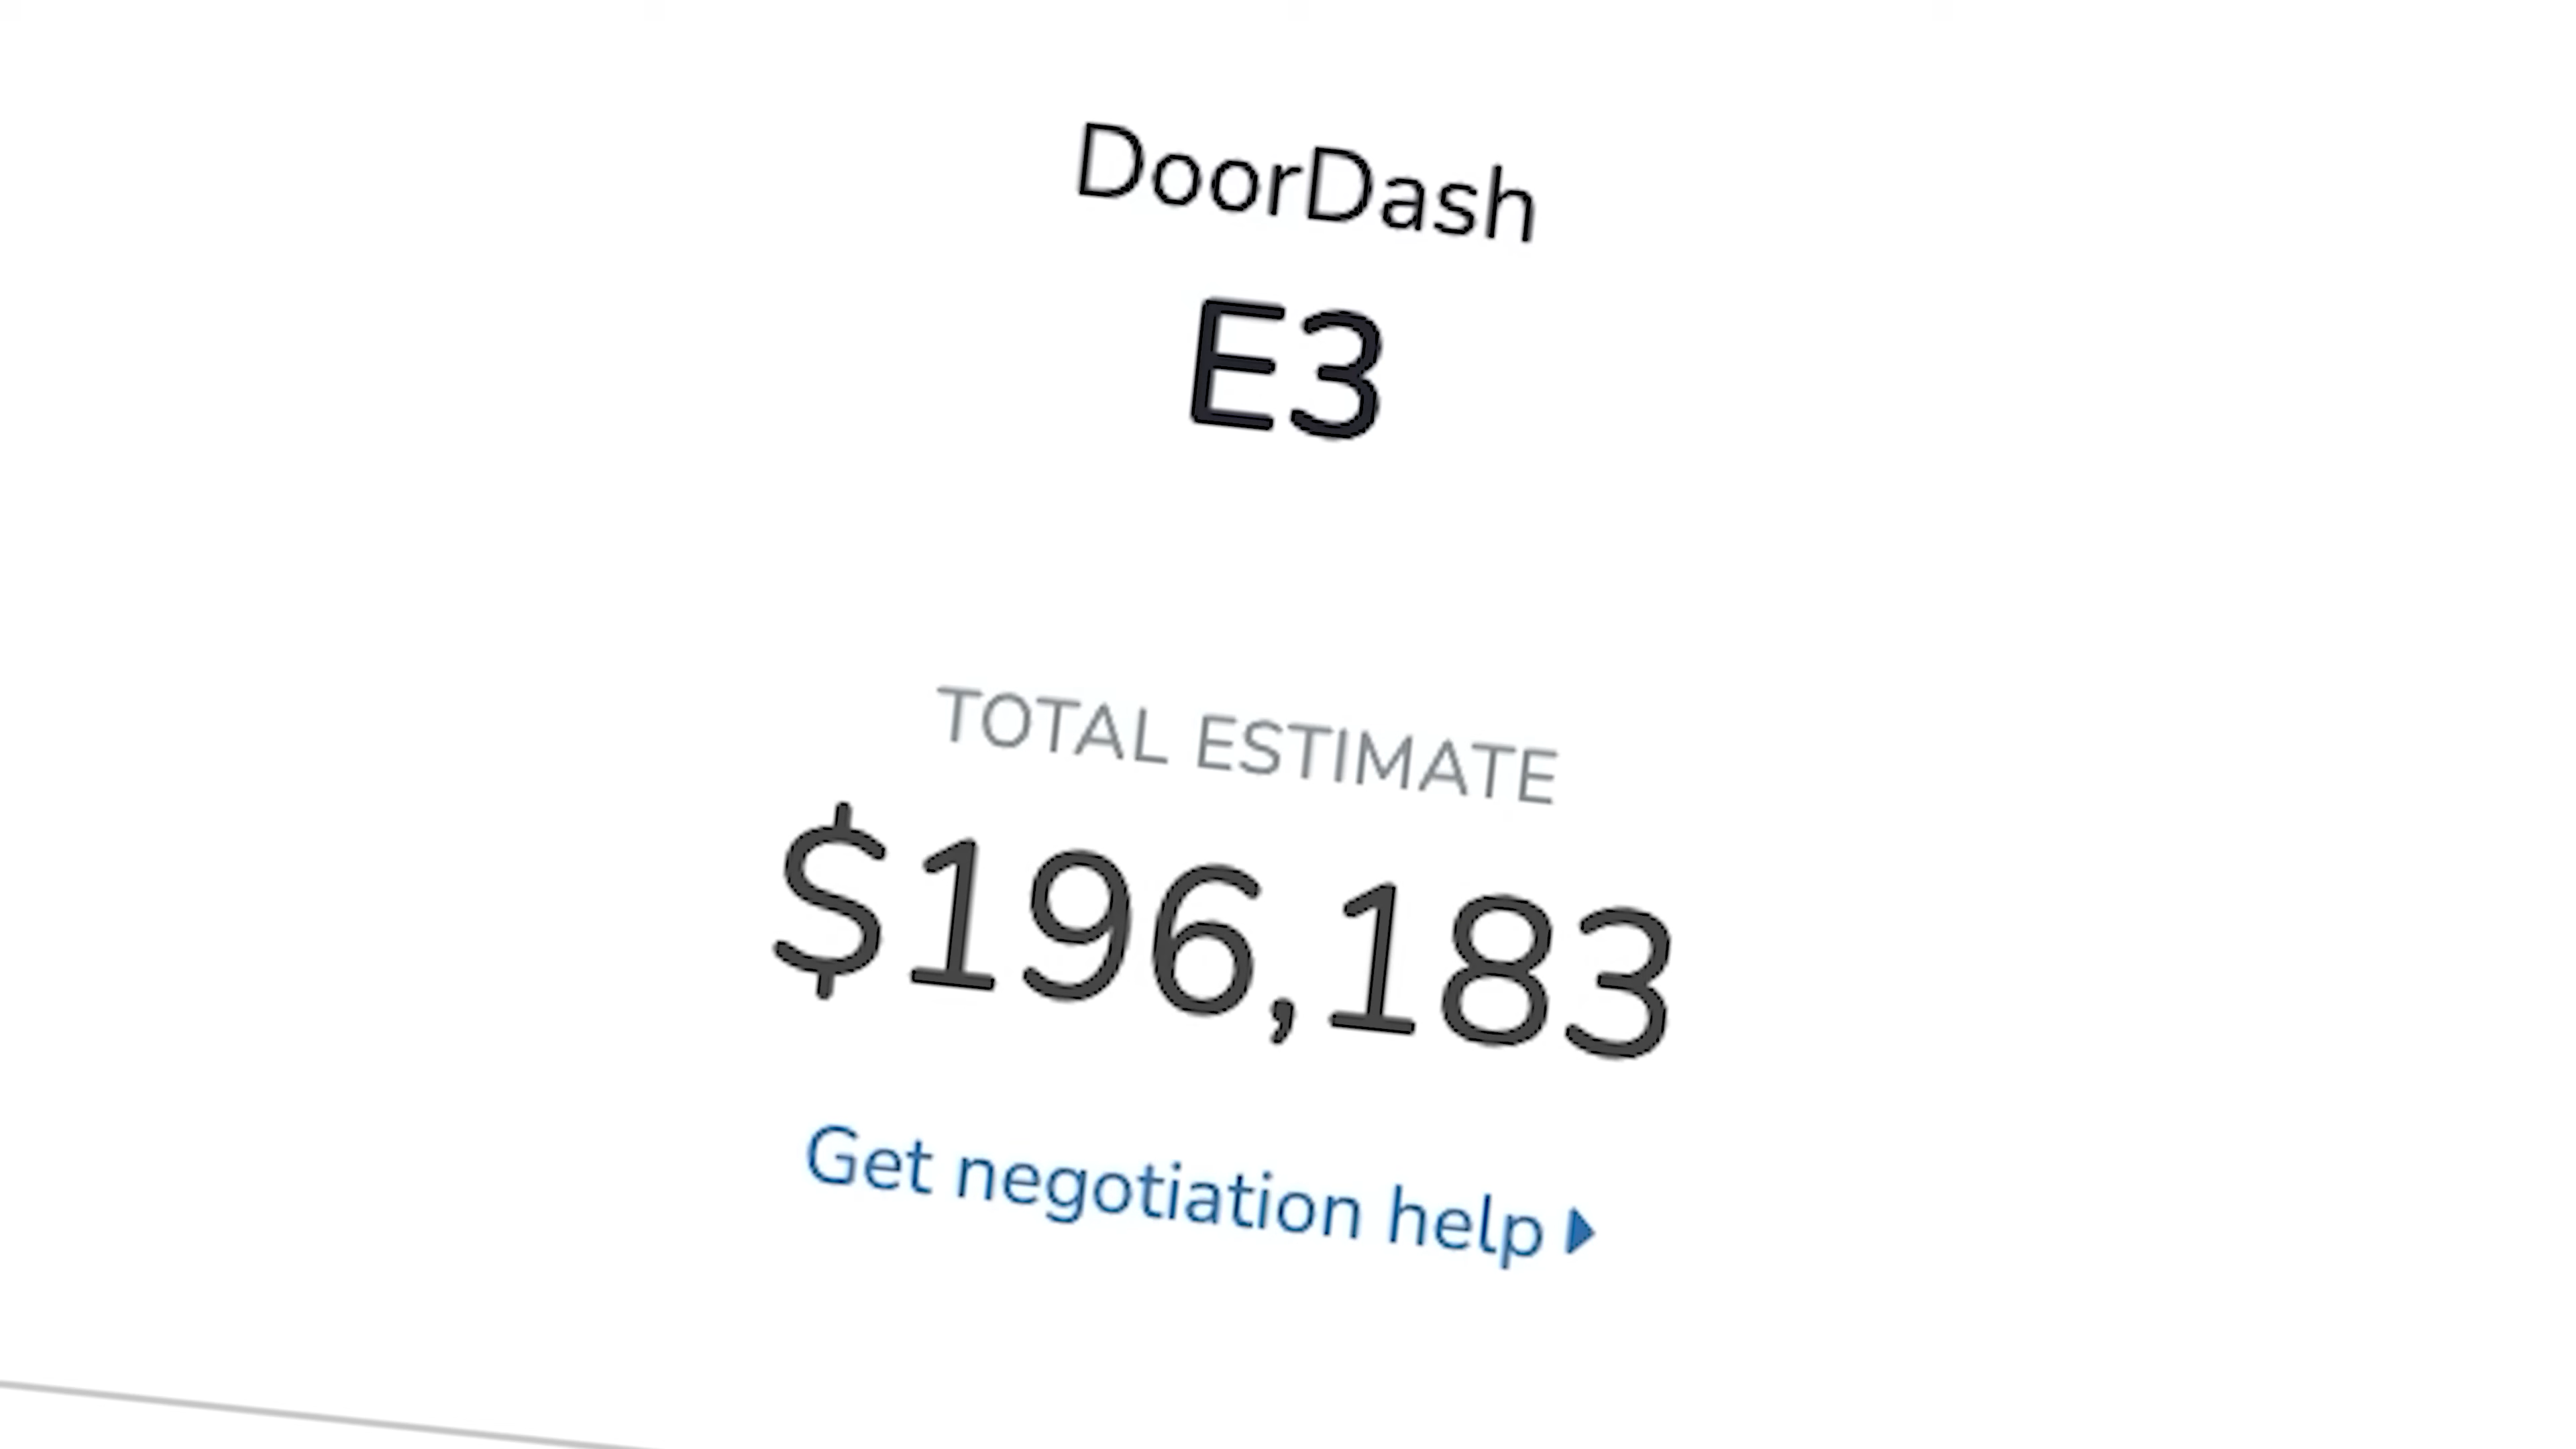 DoorDash
E3
TOTAL ESTIMATE
$196,183
Get negotiation help